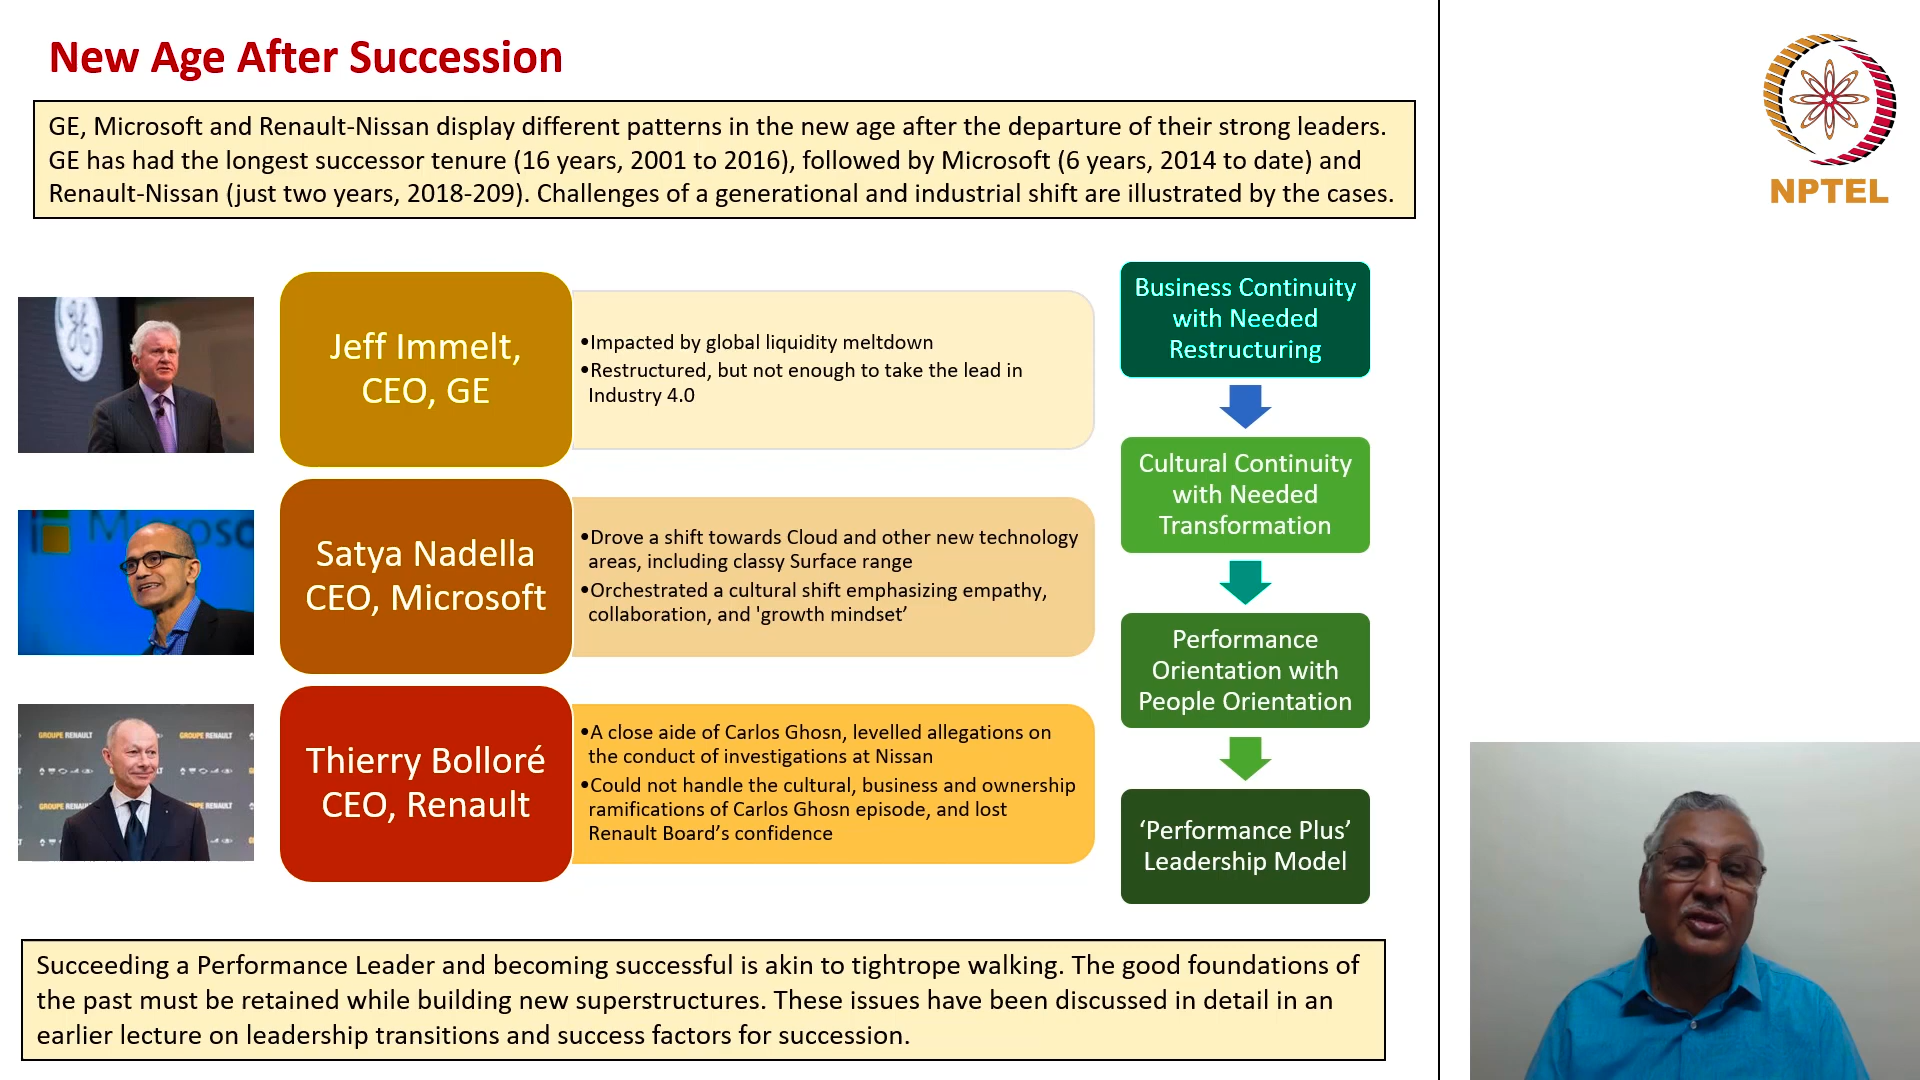 New Age After Succession
GE, Microsoft and Renault-Nissan display different patterns in the new age after the departure of their strong leaders.
GE has had the longest successor tenure (16 years, 2001 to 2016), followed by Microsoft (6 years, 2014 to date) and
Renault-Nissan (just two years, 2018-209). Challenges of a generational and industrial shift are illustrated by the cases.
NPTEL
Jeff Immelt,
CEO, GE
•Impacted by global liquidity meltdown
•Restructured, but not enough to take the lead in
Industry 4.0
Satya Nadella
CEO, Microsoft
•Drove a shift towards Cloud and other new technology
areas, including classy Surface range
•Orchestrated a cultural shift emphasizing empathy,
collaboration, and 'growth mindset’
Thierry Bolloré
CEO, Renault
•A close aide of Carlos Ghosn, levelled allegations on
the conduct of investigations at Nissan
•Could not handle the cultural, business and ownership
ramifications of Carlos Ghosn episode, and lost
Renault Board’s confidence
Business Continuity
with Needed
Restructuring
Cultural Continuity
with Needed
Transformation
Performance
Orientation with
People Orientation
‘Performance Plus’
Leadership Model
GROUPE RENAULT
GROUPE RENAULT
Succeeding a Performance Leader and becoming successful is akin to tightrope walking. The good foundations of
the past must be retained while building new superstructures. These issues have been discussed in detail in an
earlier lecture on leadership transitions and success factors for succession.